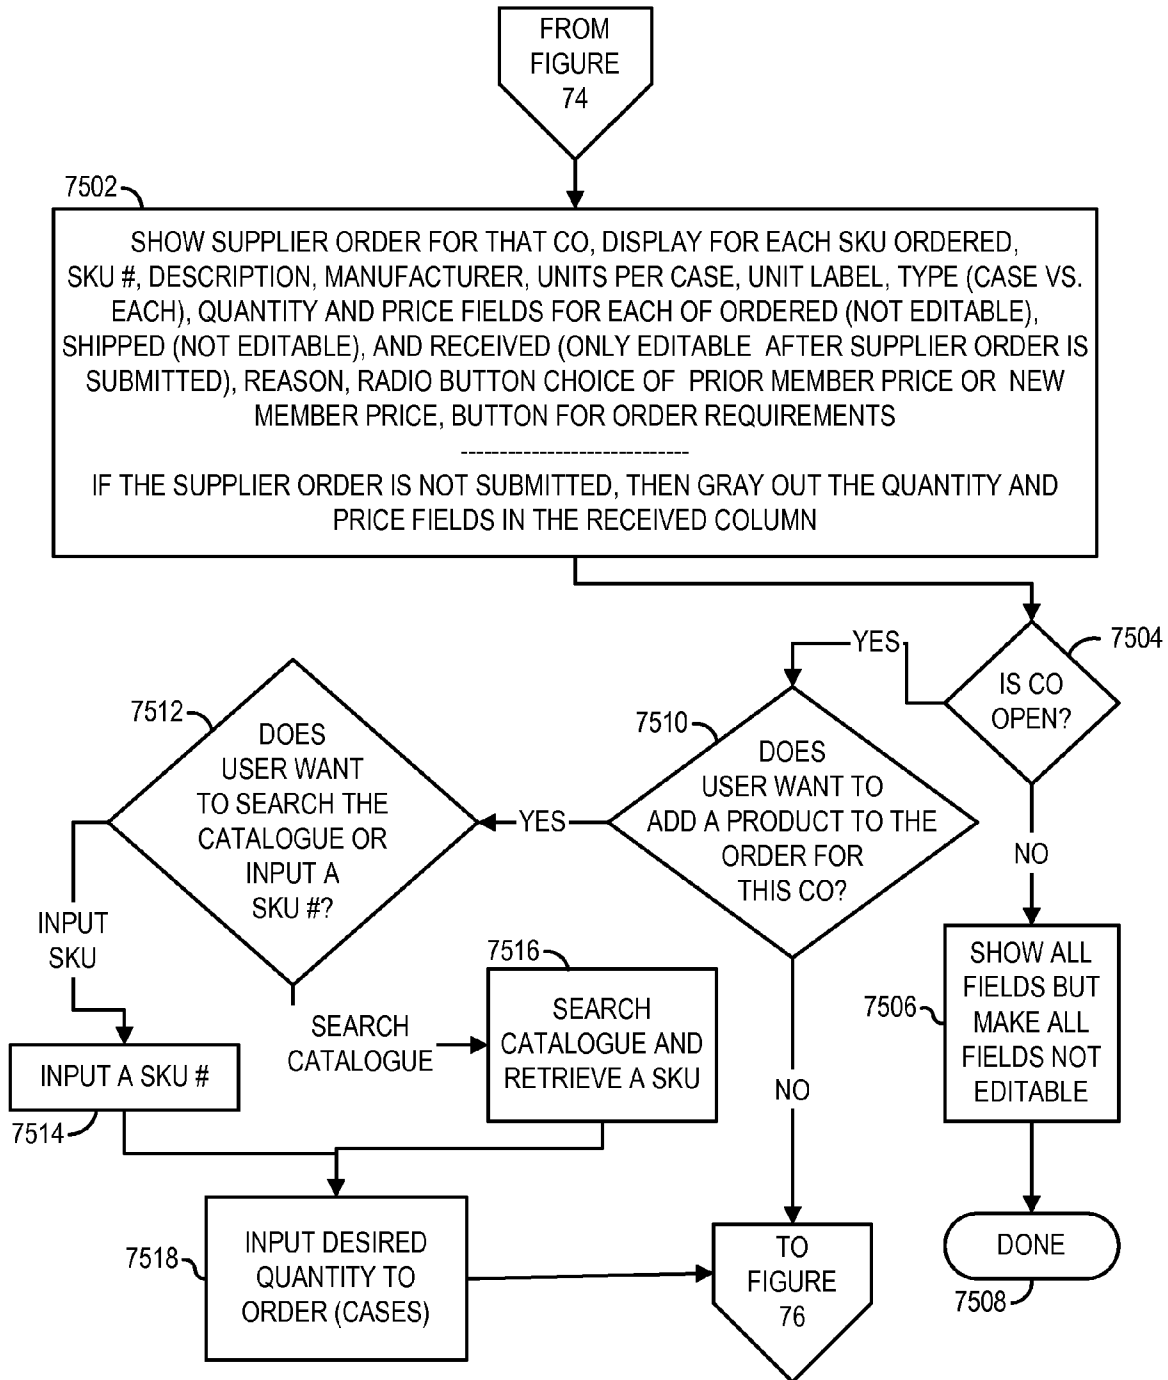 FROM
FIGURE
74
7502
SHOW SUPPLIER ORDER FOR THAT CO, DISPLAY FOR EACH SKU ORDERED,
SKU #, DESCRIPTION, MANUFACTURER, UNITS PER CASE, UNIT LABEL, TYPE (CASE VS.
EACH), QUANTITY AND PRICE FIELDS FOR EACH OF ORDERED (NOT EDITABLE),
SHIPPED (NOT EDITABLE), AND RECEIVED (ONLY EDITABLE AFTER SUPPLIER ORDER IS
SUBMITTED), REASON, RADIO BUTTON CHOICE OF PRIOR MEMBER PRICE OR NEW
MEMBER PRICE, BUTTON FOR ORDER REQUIREMENTS
----------------------------
IF THE SUPPLIER ORDER IS NOT SUBMITTED, THEN GRAY OUT THE QUANTITY AND
PRICE FIELDS IN THE RECEIVED COLUMN
7504
IS CO
OPEN?
YES
NO
7510
DOES
USER WANT TO
ADD A PRODUCT TO THE
ORDER FOR
THIS CO?
YES
NO
7512
DOES
USER WANT
TO SEARCH THE
CATALOGUE OR
INPUT A
SKU #?
INPUT
SKU
SEARCH
CATALOGUE
7516
SEARCH
CATALOGUE AND
RETRIEVE A SKU
7506
SHOW ALL
FIELDS BUT
MAKE ALL
FIELDS NOT
EDITABLE
INPUT A SKU #
7514
7518
INPUT DESIRED
QUANTITY TO
ORDER (CASES)
TO
FIGURE
76
DONE
7508